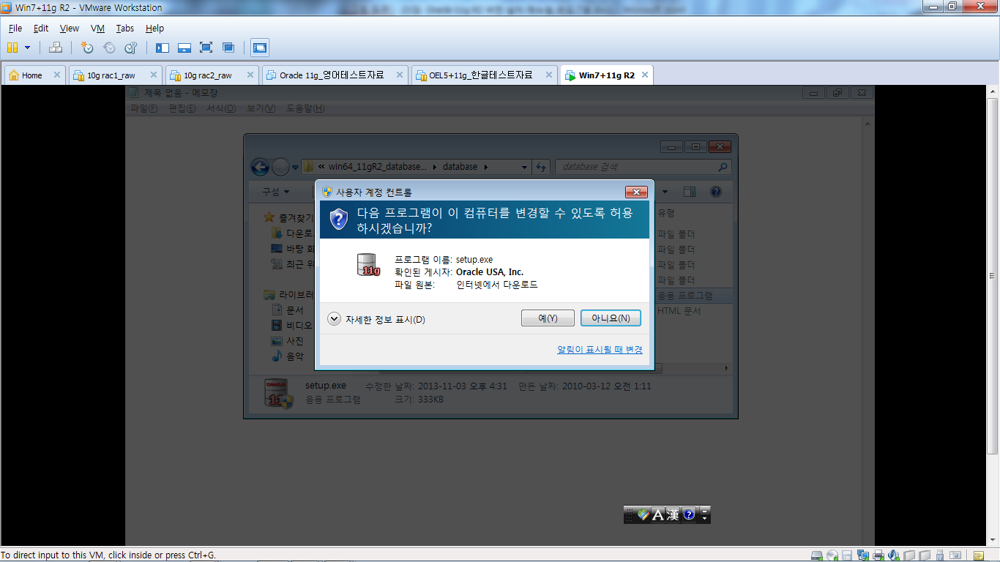 Win7+11g R2 - VMware Workstation
File Edit View VM Tabs Help
Home 10g rac1_raw 10g rac2_raw Oracle 11g_영어테스트자료 OEL5+11g_한글테스트자료 Win7+11g R2
제목 없음 - 메모장
파일(F) 편집(E) 서식(O) 보기(V) 도움말(H)
« win64_11gR2_database... database database 검색
구성
사용자 계정 컨트롤
다음 프로그램이 이 컴퓨터를 변경할 수 있도록 허용
하시겠습니까?
프로그램 이름: setup.exe
확인된 게시자: Oracle USA, Inc.
파일 원본: 인터넷에서 다운로드
11g
자세한 정보 표시(D) 예(Y) 아니요(N)
알림이 표시될 때 변경
즐겨찾기
다운로
바탕 화
최근 위
라이브러
문서
비디오
사진
음악
유형
파일 폴더
파일 폴더
파일 폴더
파일 폴더
응용 프로그램
HTML 문서
ORACLE
11
setup.exe 수정한 날짜: 2013-11-03 오후 4:31 만든 날짜: 2010-03-12 오전 1:11
응용 프로그램 크기: 333KB
A 漢
To direct input to this VM, click inside or press Ctrl+G.